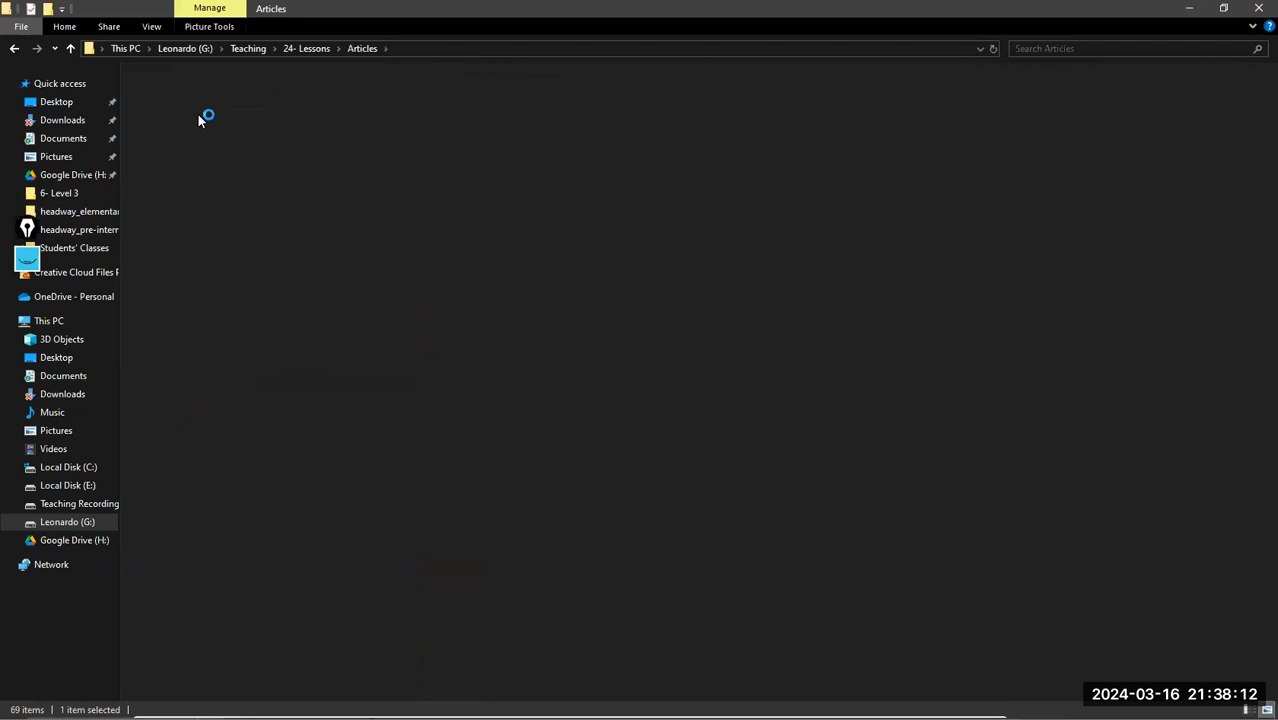 Manage
Articles
File
Home
Share
View
Picture Tools
This PC
Leonardo (G:)
Teaching
24- Lessons
Articles
Search Articles
Quick access
Desktop
Downloads
Documents
Pictures
Google Drive (H:
6- Level 3
headway_elementa
headway_pre-intern
Students' Classes
Creative Cloud Files F
OneDrive - Personal
This PC
3D Objects
Desktop
Documents
Downloads
Music
Pictures
Videos
Local Disk (C:)
Local Disk (E:)
Teaching Recording
Leonardo (G:)
Google Drive (H:)
Network
69 items
1 item selected
2024-03-16 21:38:12